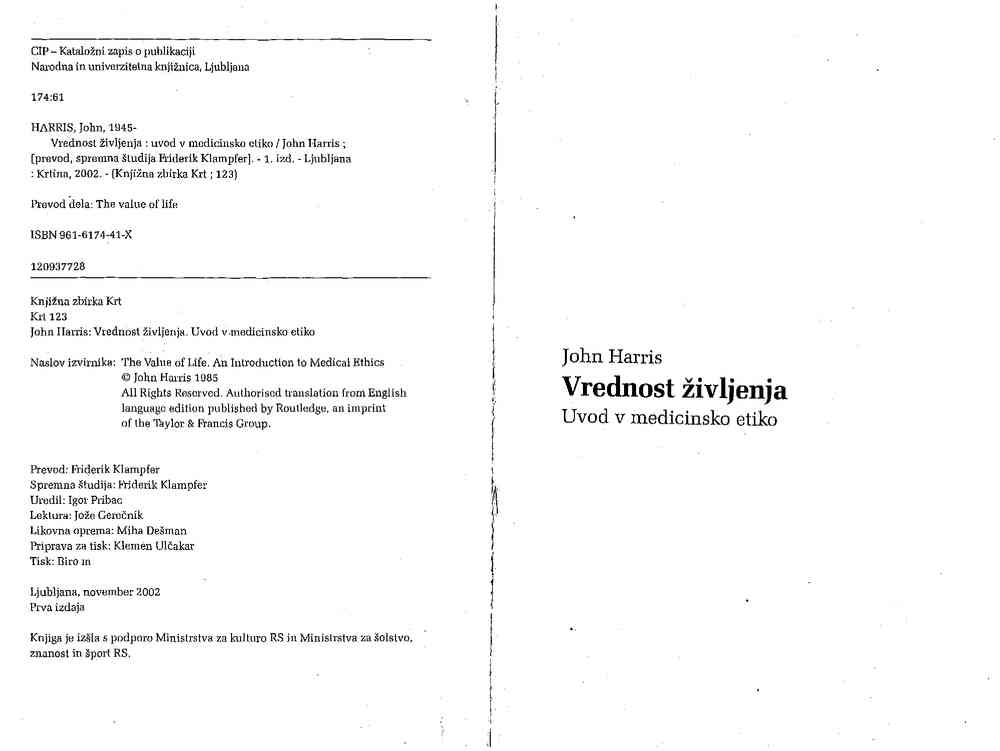 CIP – Kataložni zapis o publikaciji
Narodna in univerzitetna knjižnica, Ljubljana
174:61
HARRIS, John, 1945-
Vrednost življenja : uvod v medicinsko etiko / John Harris ;
[prevod, spremna študija Friderik Klampfer]. - 1. izd. - Ljubljana
: Krtina, 2002. - (Knjižna zbirka Krt ; 123)
Prevod dela: The value of life
ISBN 961-6174-41-X
120937728
Knjižna zbirka Krt
Krt 123
John Harris: Vrednost življenja. Uvod v medicinsko etiko
Naslov izvirnika: The Value of Life. An Introduction to Medical Ethics
© John Harris 1985
All Rights Reserved. Authorised translation from English
language edition published by Routledge, an imprint
of the Taylor & Francis Group.
Prevod: Friderik Klampfer
Spremna študija: Friderik Klampfer
Uredil: Igor Pribac
Lektura: Jože Gerečnik
Likovna oprema: Miha Dešman
Priprava za tisk: Klemen Ulčakar
Tisk: Biro m
Ljubljana, november 2002
Prva izdaja
Knjiga je izšla s podporo Ministrstva za kulturo RS in Ministrstva za šolstvo,
znanost in šport RS.
John Harris
Vrednost življenja
Uvod v medicinsko etiko